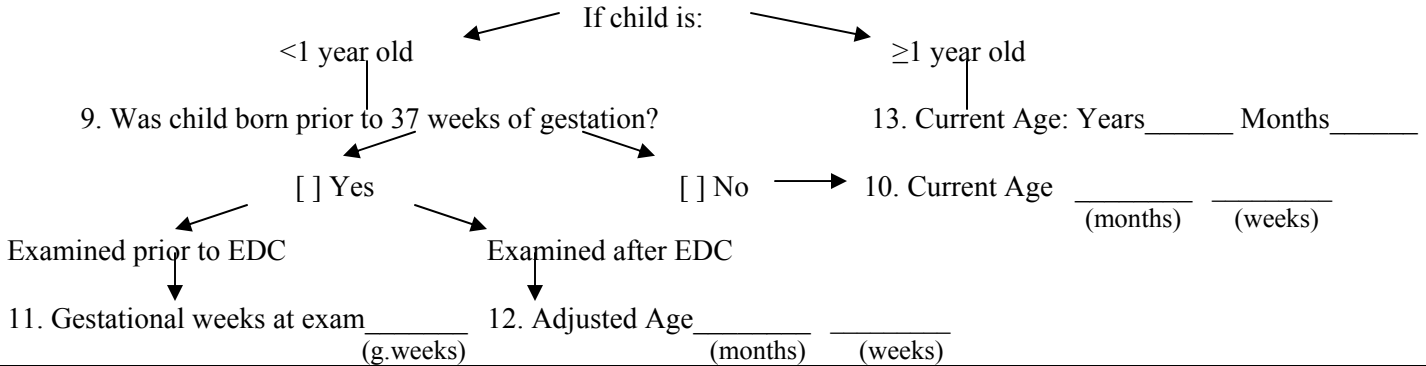 If child is:
<1 year old ≥1 year old
9. Was child born prior to 37 weeks of gestation? 13. Current Age: Years______ Months______
[ ] Yes [ ] No 10. Current Age ________ ________
(months) (weeks)
Examined prior to EDC Examined after EDC
11. Gestational weeks at exam_______ 12. Adjusted Age________ ________
(g.weeks) (months) (weeks)